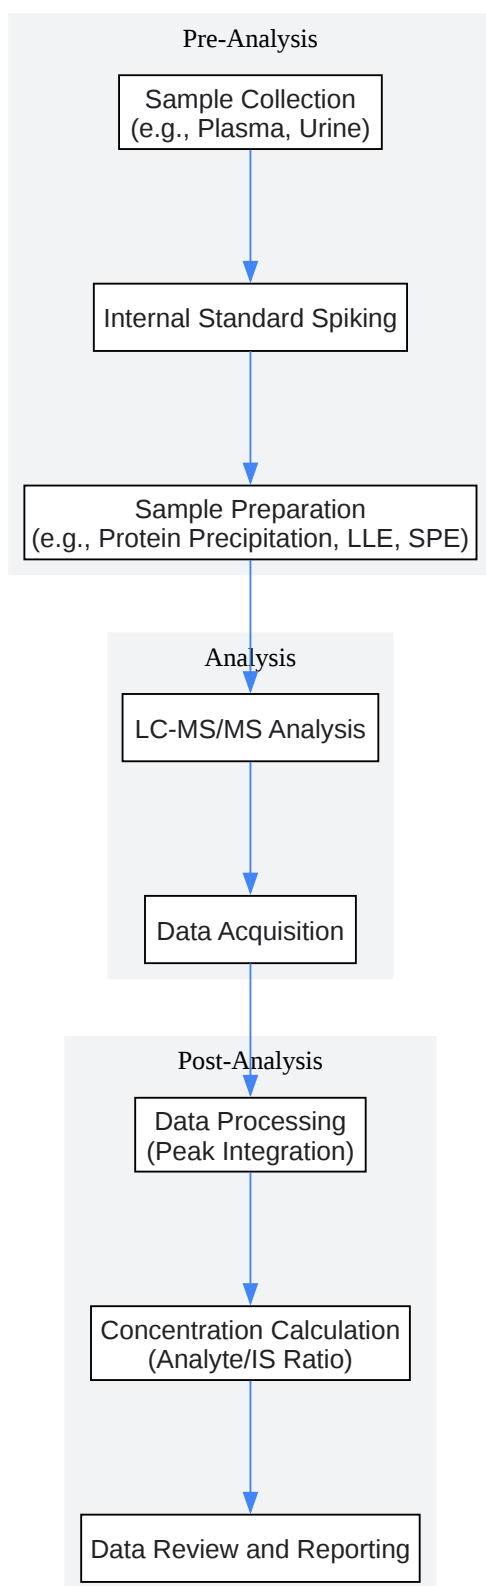 Pre-Analysis
Sample Collection
(e.g., Plasma, Urine)
Internal Standard Spiking
Sample Preparation
(e.g., Protein Precipitation, LLE, SPE)
Analysis
LC-MS/MS Analysis
Data Acquisition
Post-Analysis
Data Processing
(Peak Integration)
Concentration Calculation
(Analyte/IS Ratio)
Data Review and Reporting